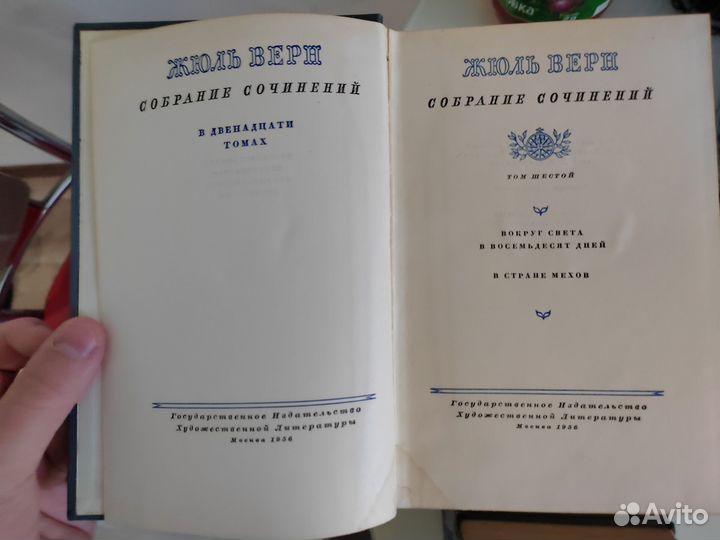 ЖЮЛЬ ВЕРН
СОБРАНИЕ СОЧИНЕНИЙ
В ДВЕНАДЦАТИ
ТОМАХ
Государственное Издательство
Художественной Литературы
Москва 1956
ЖЮЛЬ ВЕРН
СОБРАНИЕ СОЧИНЕНИЙ
ТОМ ШЕСТОЙ
ВОКРУГ СВЕТА
В ВОСЕМЬДЕСЯТ ДНЕЙ
В СТРАНЕ МЕХОВ
Государственное Издательство
Художественной Литературы
Москва 1956
Avito